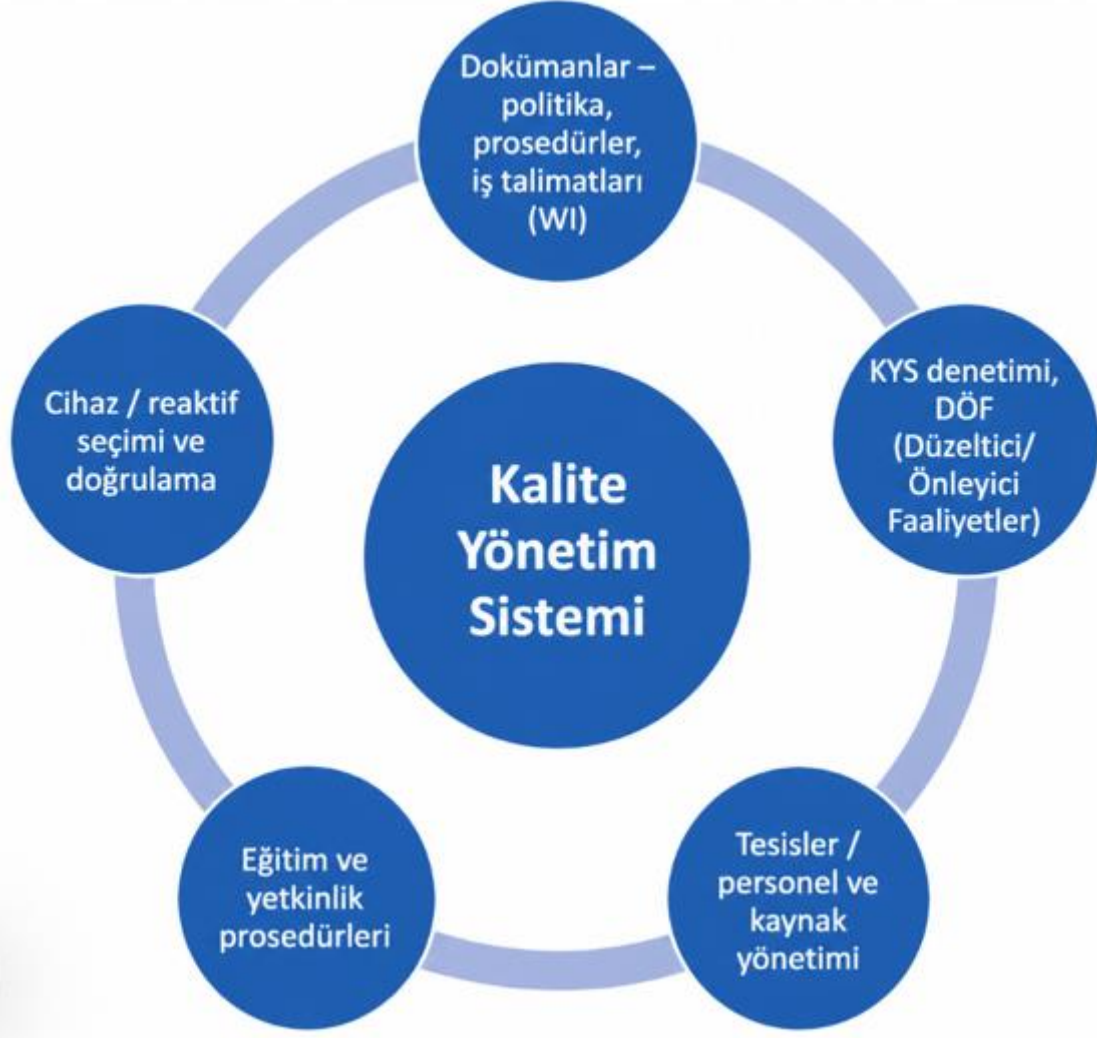 Dokümanlar –
politika,
prosedürler,
iş talimatları
(WI)
KYS denetimi,
DÖF
(Düzeltici/
Önleyici
Faaliyetler)
Tesisler /
personel ve
kaynak
yönetimi
Eğitim ve
yetkinlik
prosedürleri
Cihaz / reaktif
seçimi ve
doğrulama
Kalite
Yönetim
Sistemi